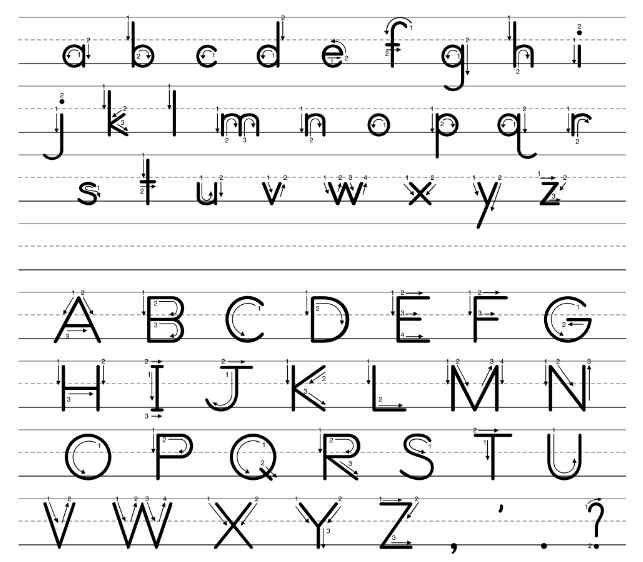 a b c d e f g h i
j k l m n o p q r
s t u v w x y z
A B C D E F G
H I J K L M N
O P Q R S T U
V W X Y Z , ' . ?